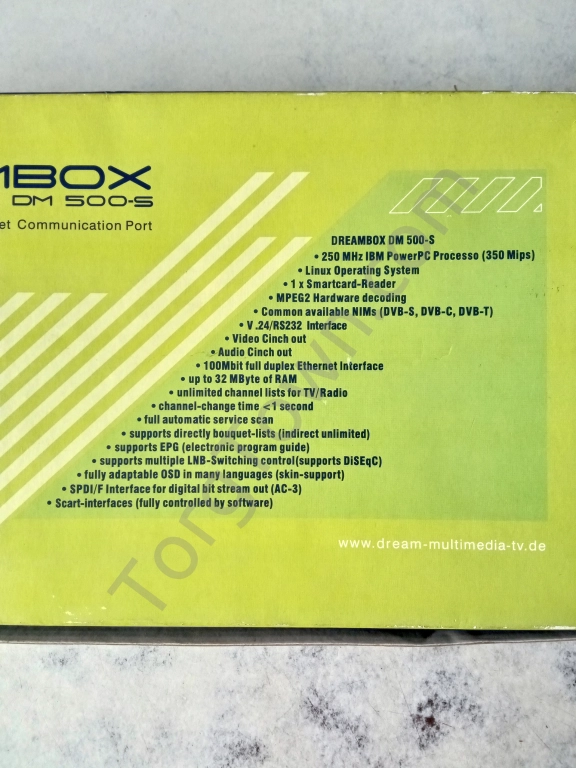 MBOX
DM 500-S
et Communication Port
DREAMBOX DM 500-S
• 250 MHz IBM PowerPC Processo (350 Mips)
• Linux Operating System
• 1 x Smartcard-Reader
• MPEG2 Hardware decoding
• Common available NIMs (DVB-S, DVB-C, DVB-T)
• V .24/RS232 Interface
• Video Cinch out
• Audio Cinch out
• 100Mbit full duplex Ethernet Interface
• up to 32 MByte of RAM
• unlimited channel lists for TV/Radio
• channel-change time <1 second
• full automatic service scan
• supports directly bouquet-lists (indirect unlimited)
• supports EPG (electronic program guide)
• supports multiple LNB-Switching control(supports DiSEqC)
• fully adaptable OSD in many languages (skin-support)
• SPDI/F Interface for digital bit stream out (AC-3)
• Scart-interfaces (fully controlled by software)
www.dream-multimedia-tv.de
TorgTown.com